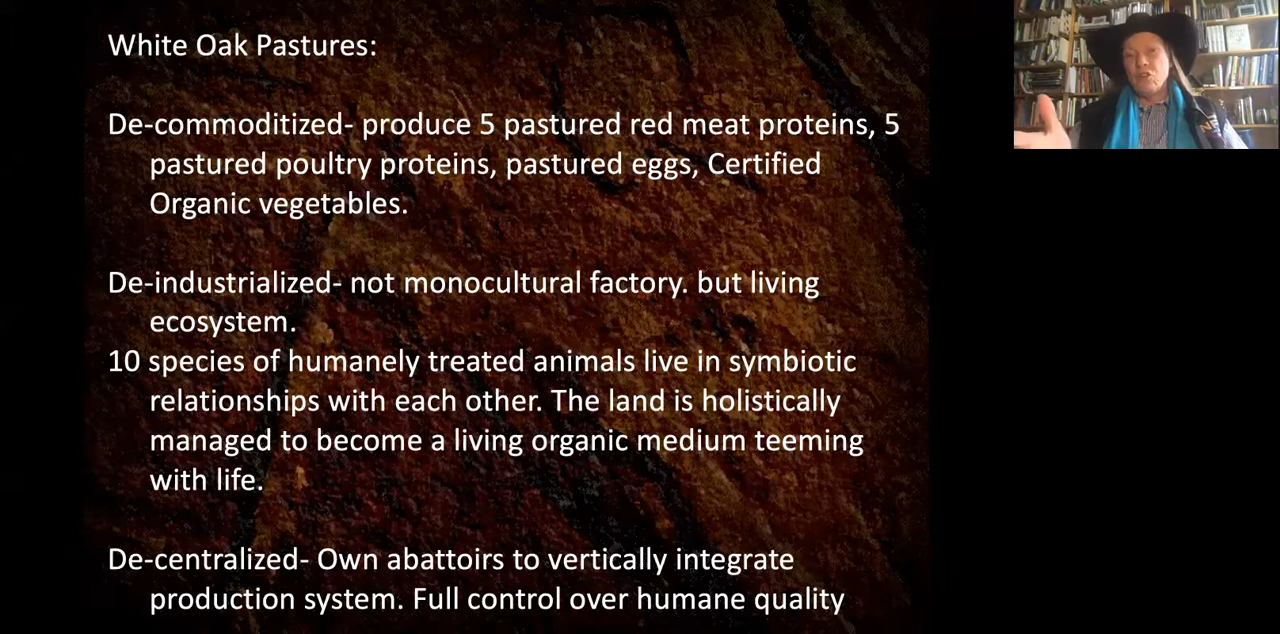 White Oak Pastures:
De-commoditized- produce 5 pastured red meat proteins, 5
pastured poultry proteins, pastured eggs, Certified
Organic vegetables.
De-industrialized- not monocultural factory. but living
ecosystem.
10 species of humanely treated animals live in symbiotic
relationships with each other. The land is holistically
managed to become a living organic medium teeming
with life.
De-centralized- Own abattoirs to vertically integrate
production system. Full control over humane quality